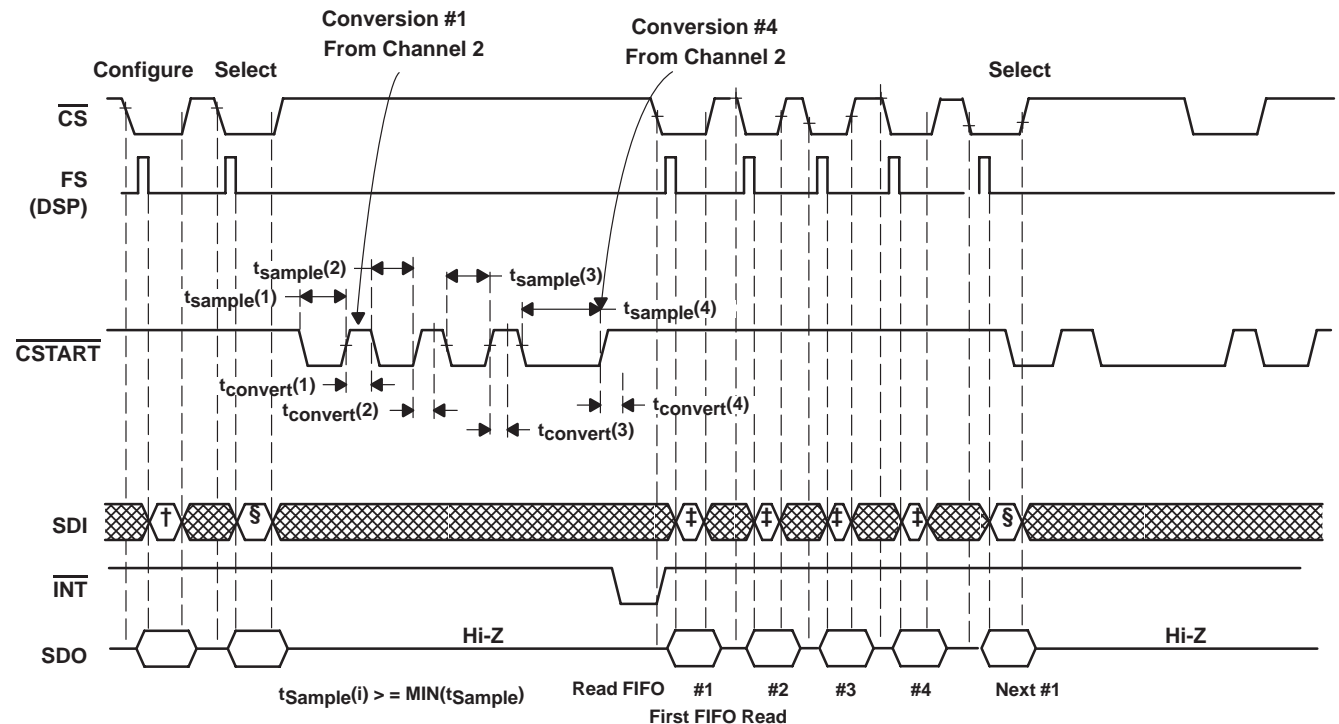 Conversion #1
From Channel 2
Conversion #4
From Channel 2
Configure
Select
Select
CS
FS
(DSP)
tsample(2)
tsample(3)
tsample(1)
tsample(4)
CSTART
tconvert(1)
tconvert(4)
tconvert(2)
tconvert(3)
SDI
†
§
‡
‡
‡
‡
§
INT
Hi-Z
Hi-Z
SDO
tSample(i) > = MIN(tSample)
Read FIFO
#1
#2
#3
#4
Next #1
First FIFO Read